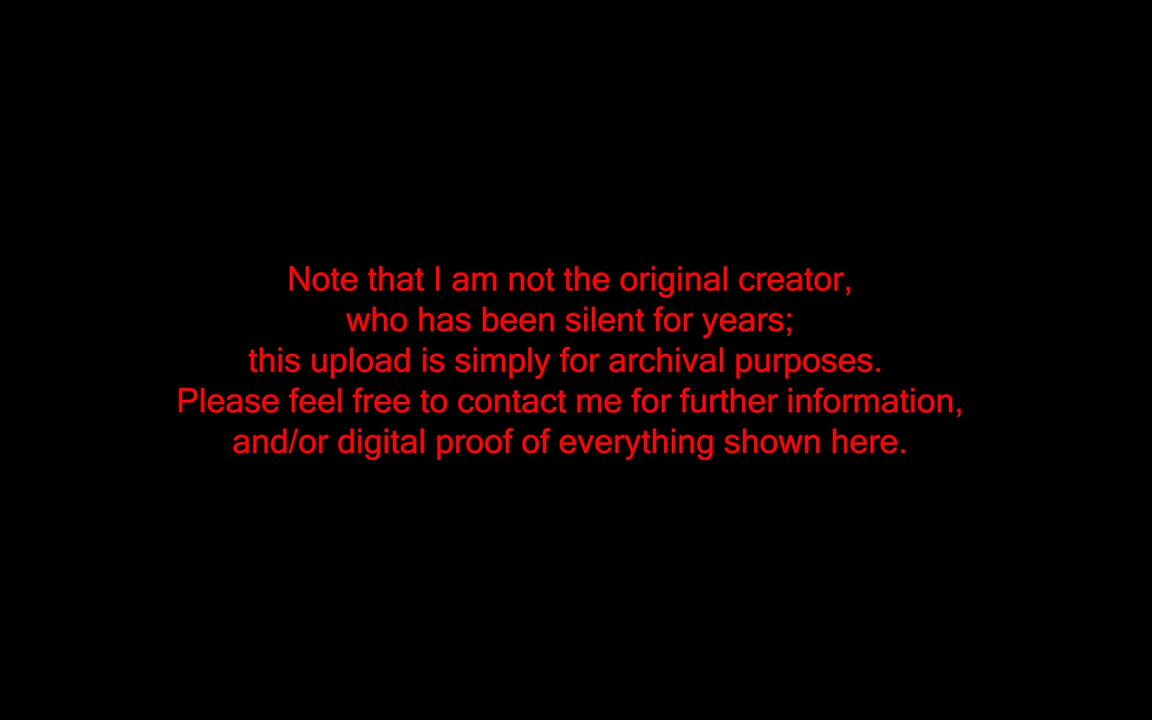 Note that I am not the original creator,
who has been silent for years;
this upload is simply for archival purposes.
Please feel free to contact me for further information,
and/or digital proof of everything shown here.